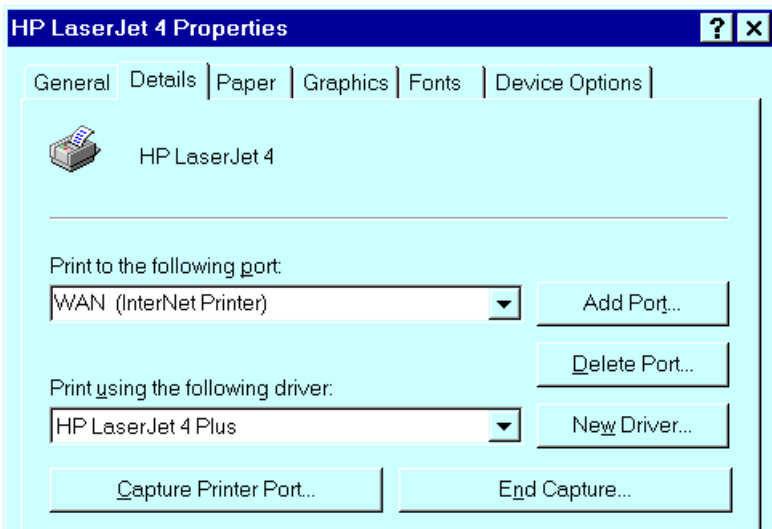 HP LaserJet 4 Properties
? ×
General Details Paper Graphics Fonts Device Options
HP LaserJet 4
Print to the following port:
WAN (InterNet Printer)
Add Port...
Delete Port...
Print using the following driver:
HP LaserJet 4 Plus
New Driver...
Capture Printer Port...
End Capture...